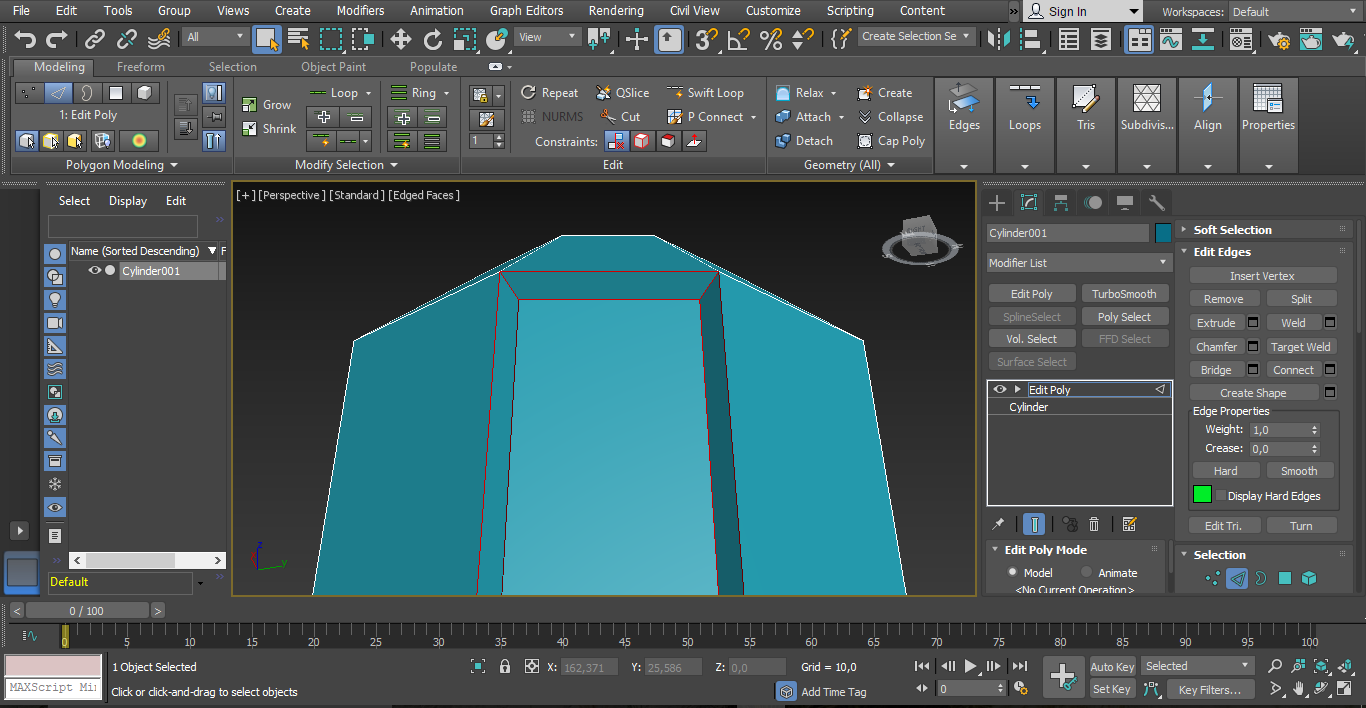 File Edit Tools Group Views Create Modifiers Animation Graph Editors Rendering Civil View Customize Scripting Content » Sign In Workspaces: Default
All View Create Selection Se
Modeling Freeform Selection Object Paint Populate
1: Edit Poly
Polygon Modeling
Grow
Shrink
Loop
Ring
Modify Selection
1
Repeat QSlice Swift Loop
NURMS Cut P Connect
Constraints:
Edit
Relax Create
Attach Collapse
Detach Cap Poly
Geometry (All)
Edges Loops Tris Subdivis... Align Properties
Select Display Edit
Name (Sorted Descending) F
Cylinder001
Default
[+] [Perspective ] [Standard ] [Edged Faces ]
z
y
Cylinder001
Modifier List
Edit Poly TurboSmooth
SplineSelect Poly Select
Vol. Select FFD Select
Surface Select
Edit Poly
Cylinder
Edit Poly Mode
Model Animate
<No Current Operation>
Soft Selection
Edit Edges
Insert Vertex
Remove Split
Extrude Weld
Chamfer Target Weld
Bridge Connect
Create Shape
Edge Properties
Weight: 1,0
Crease: 0,0
Hard Smooth
Display Hard Edges
Edit Tri. Turn
Selection
< 0 / 100 >
0 5 10 15 20 25 30 35 40 45 50 55 60 65 70 75 80 85 90 95 100
MAXScript Mi
1 Object Selected
Click or click-and-drag to select objects
X: 162,371 Y: 25,586 Z: 0,0 Grid = 10,0
Add Time Tag
0
Auto Key Selected
Set Key Key Filters...